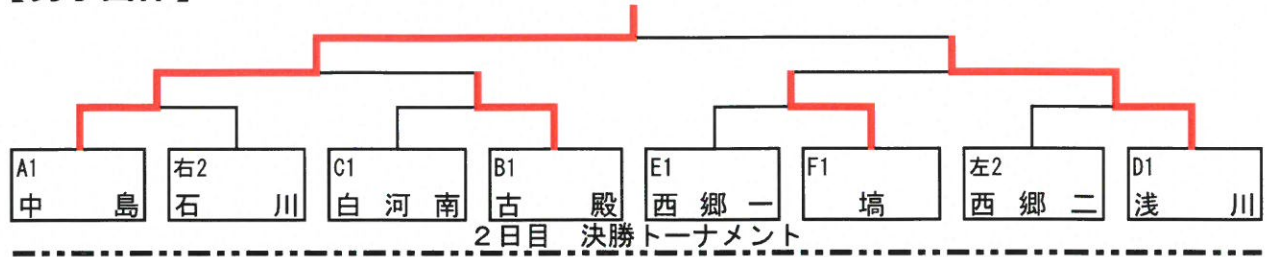 A1 右2 C1 B1 E1 F1 左2 D1
中島 石川 白河南 古殿 西郷一 塙 西郷二 浅川
2日目 決勝トーナメント